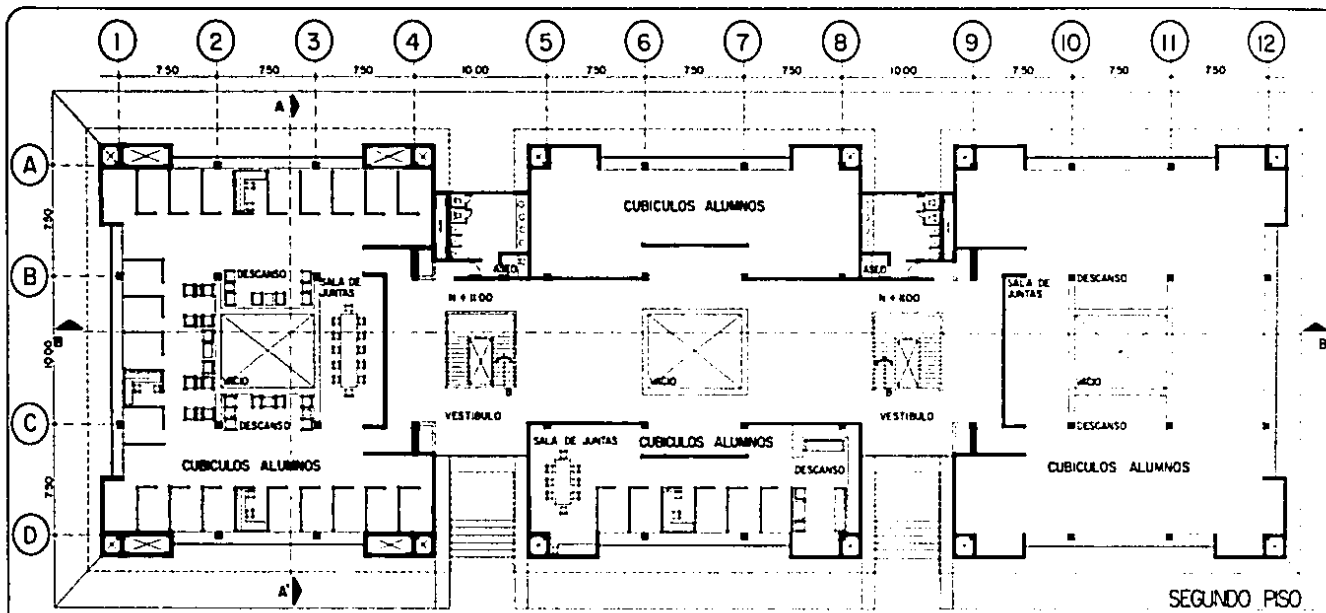 1 2 3 4 5 6 7 8 9 10 11 12
7.50 7.50 7.50 10.00 7.50 7.50 7.50 10.00 7.50 7.50 7.50
A
A
7.50
CUBICULOS ALUMNOS
B
DESCANSO
SALA DE
JUNTAS
ASEO
ASEO
SALA DE
JUNTAS
DESCANSO
N + 8.00
N + 8.00
B
10.00
VACIO
VACIO
VACIO
B'
B
B
VESTIBULO
VESTIBULO
C
DESCANSO
DESCANSO
SALA DE JUNTAS
CUBICULOS ALUMNOS
CUBICULOS ALUMNOS
DESCANSO
CUBICULOS ALUMNOS
7.50
D
A'
SEGUNDO PISO